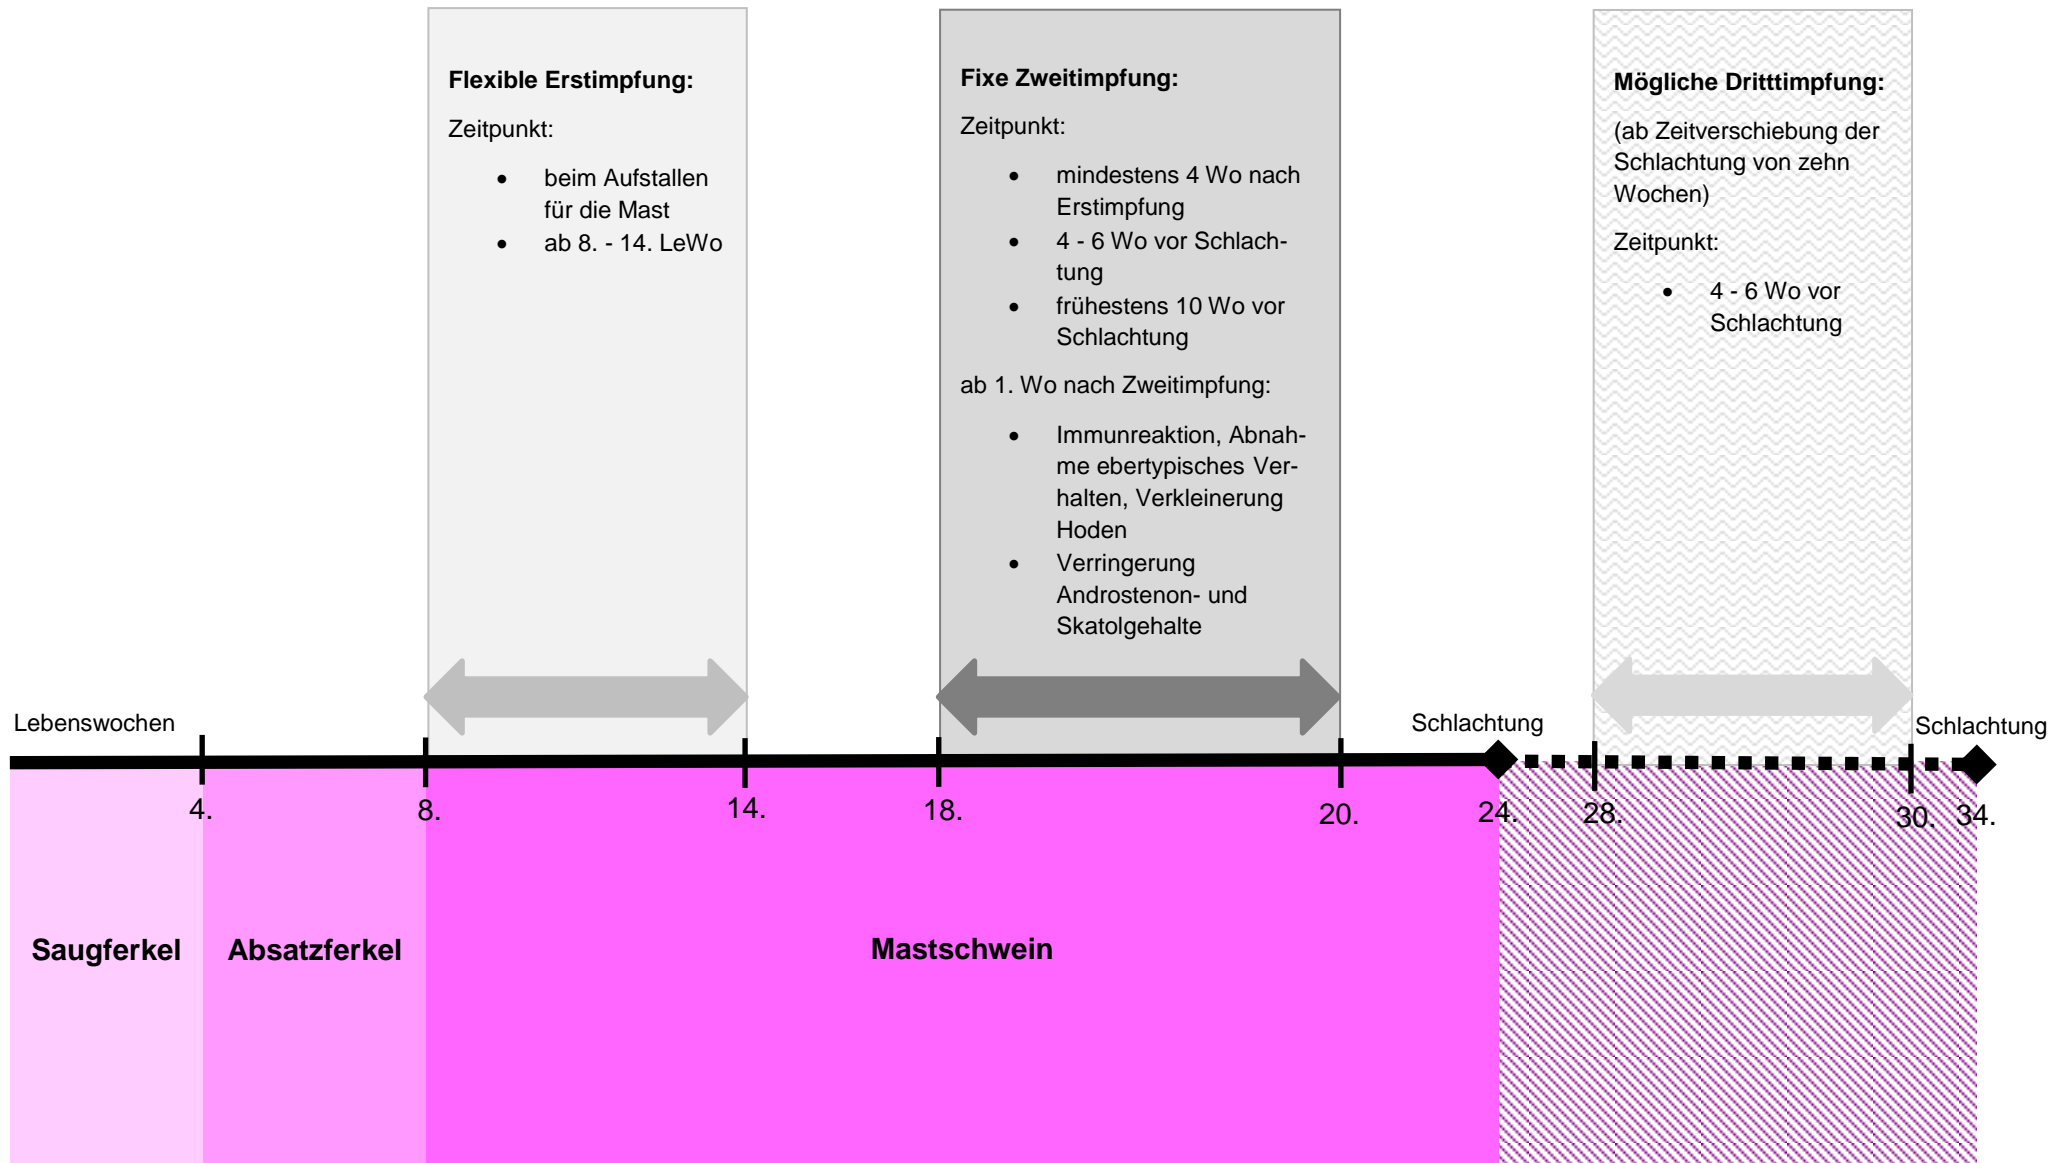 Flexible Erstimpfung:
Zeitpunkt:
• beim Aufstallen
für die Mast
• ab 8. - 14. LeWo
Fixe Zweitimpfung:
Zeitpunkt:
• mindestens 4 Wo nach
Erstimpfung
• 4 - 6 Wo vor Schlach-
tung
• frühestens 10 Wo vor
Schlachtung
ab 1. Wo nach Zweitimpfung:
• Immunreaktion, Abnah-
me ebertypisches Ver-
halten, Verkleinerung
Hoden
• Verringerung
Androstenon- und
Skatolgehalte
Mögliche Dritttimpfung:
(ab Zeitverschiebung der
Schlachtung von zehn
Wochen)
Zeitpunkt:
• 4 - 6 Wo vor
Schlachtung
Lebenswochen
Schlachtung
Schlachtung
4.
8.
14.
18.
20.
24.
28.
30.
34.
Saugferkel
Absatzferkel
Mastschwein